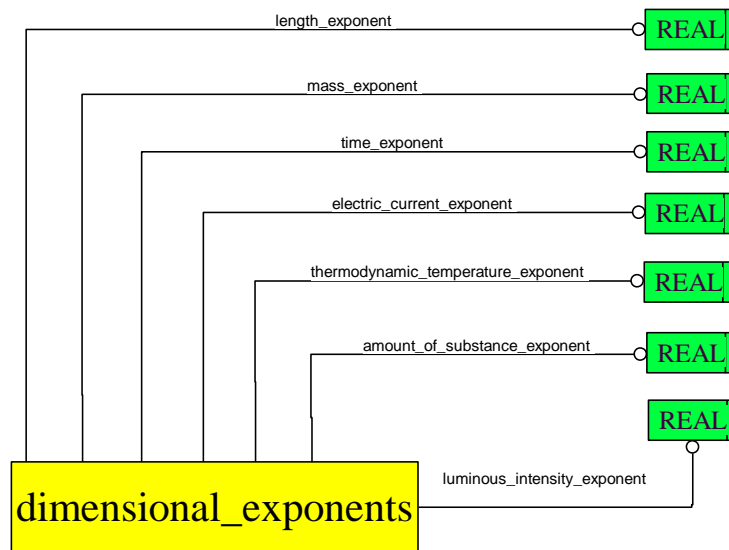 length_exponent
REAL
mass_exponent
REAL
time_exponent
REAL
electric_current_exponent
REAL
thermodynamic_temperature_exponent
REAL
amount_of_substance_exponent
REAL
REAL
luminous_intensity_exponent
dimensional_exponents